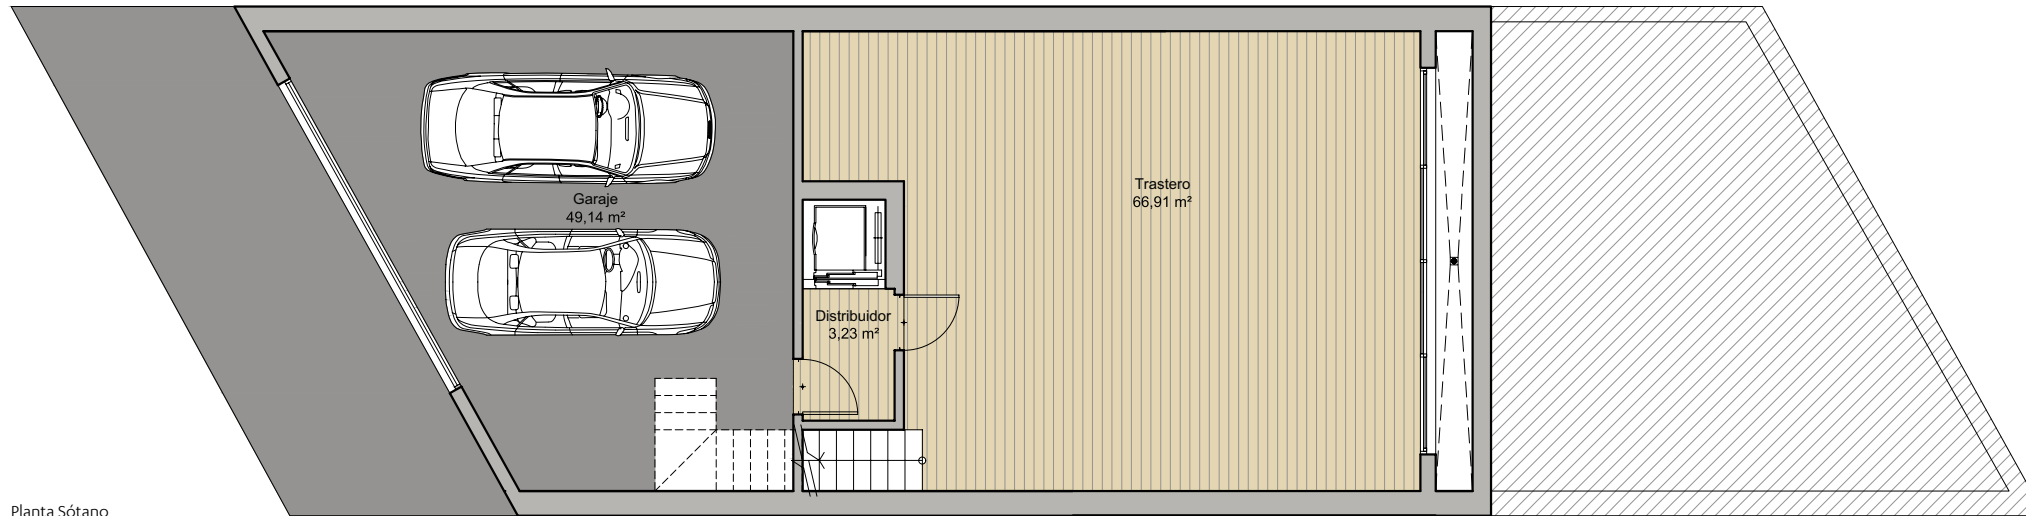 Trastero
66,91 m²
Garaje
49,14 m²
Distribuidor
3,23 m²
Planta Sótano